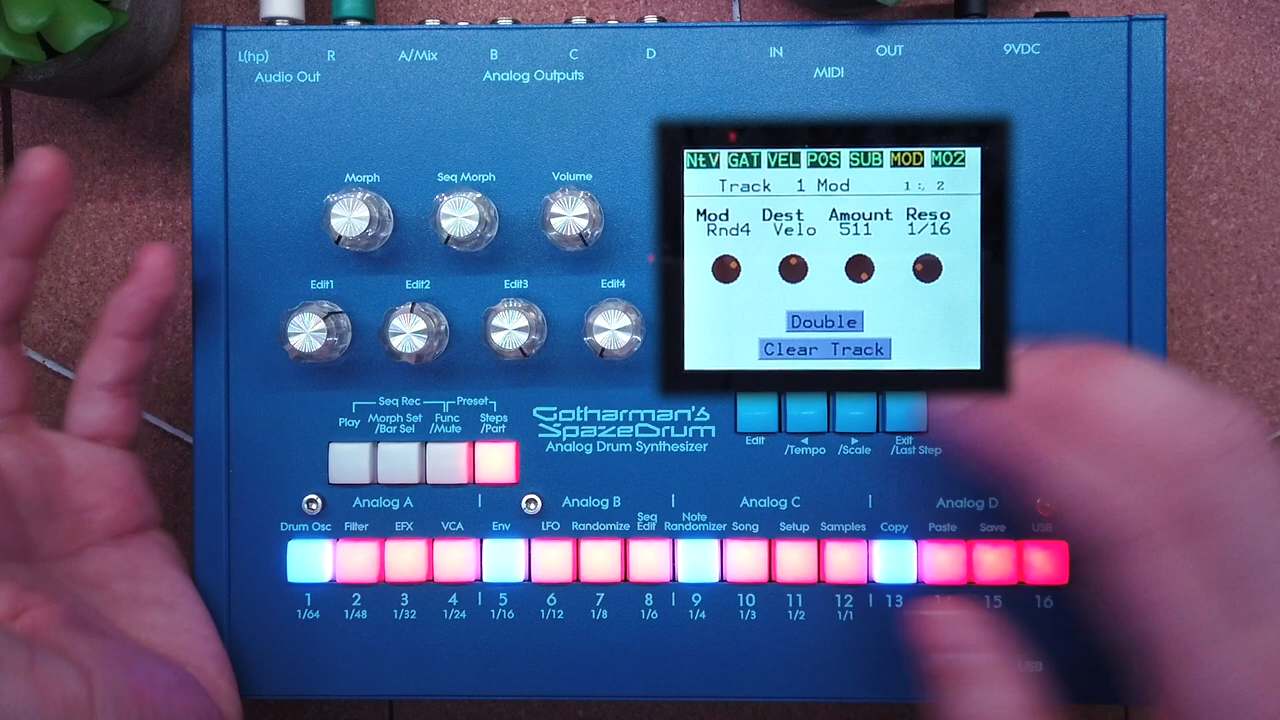 L(hp) R A/Mix B C D IN OUT 9VDC
Audio Out Analog Outputs MIDI
Morph Seq Morph Volume
Edit1 Edit2 Edit3 Edit4
NtV GAT VEL POS SUB MOD MO2
Track 1 Mod 1: 2
Mod Dest Amount Reso
Rnd4 Velo 511 1/16
Double
Clear Track
Seq Rec Preset
Play Morph Set Func Steps
/Bar Sel /Mute /Part
Gotharman's
SpazeDrum
Analog Drum Synthesizer
Edit ◀ ▶ Exit
/Tempo /Scale /Last Step
Analog A Analog B Analog C Analog D
Drum Osc Filter EFX VCA Env LFO Randomize Seq Edit Note Randomizer Song Setup Samples Copy Paste Save USB
1 2 3 4 5 6 7 8 9 10 11 12 13 14 15 16
1/64 1/48 1/32 1/24 1/16 1/12 1/8 1/6 1/4 1/3 1/2 1/1
USB